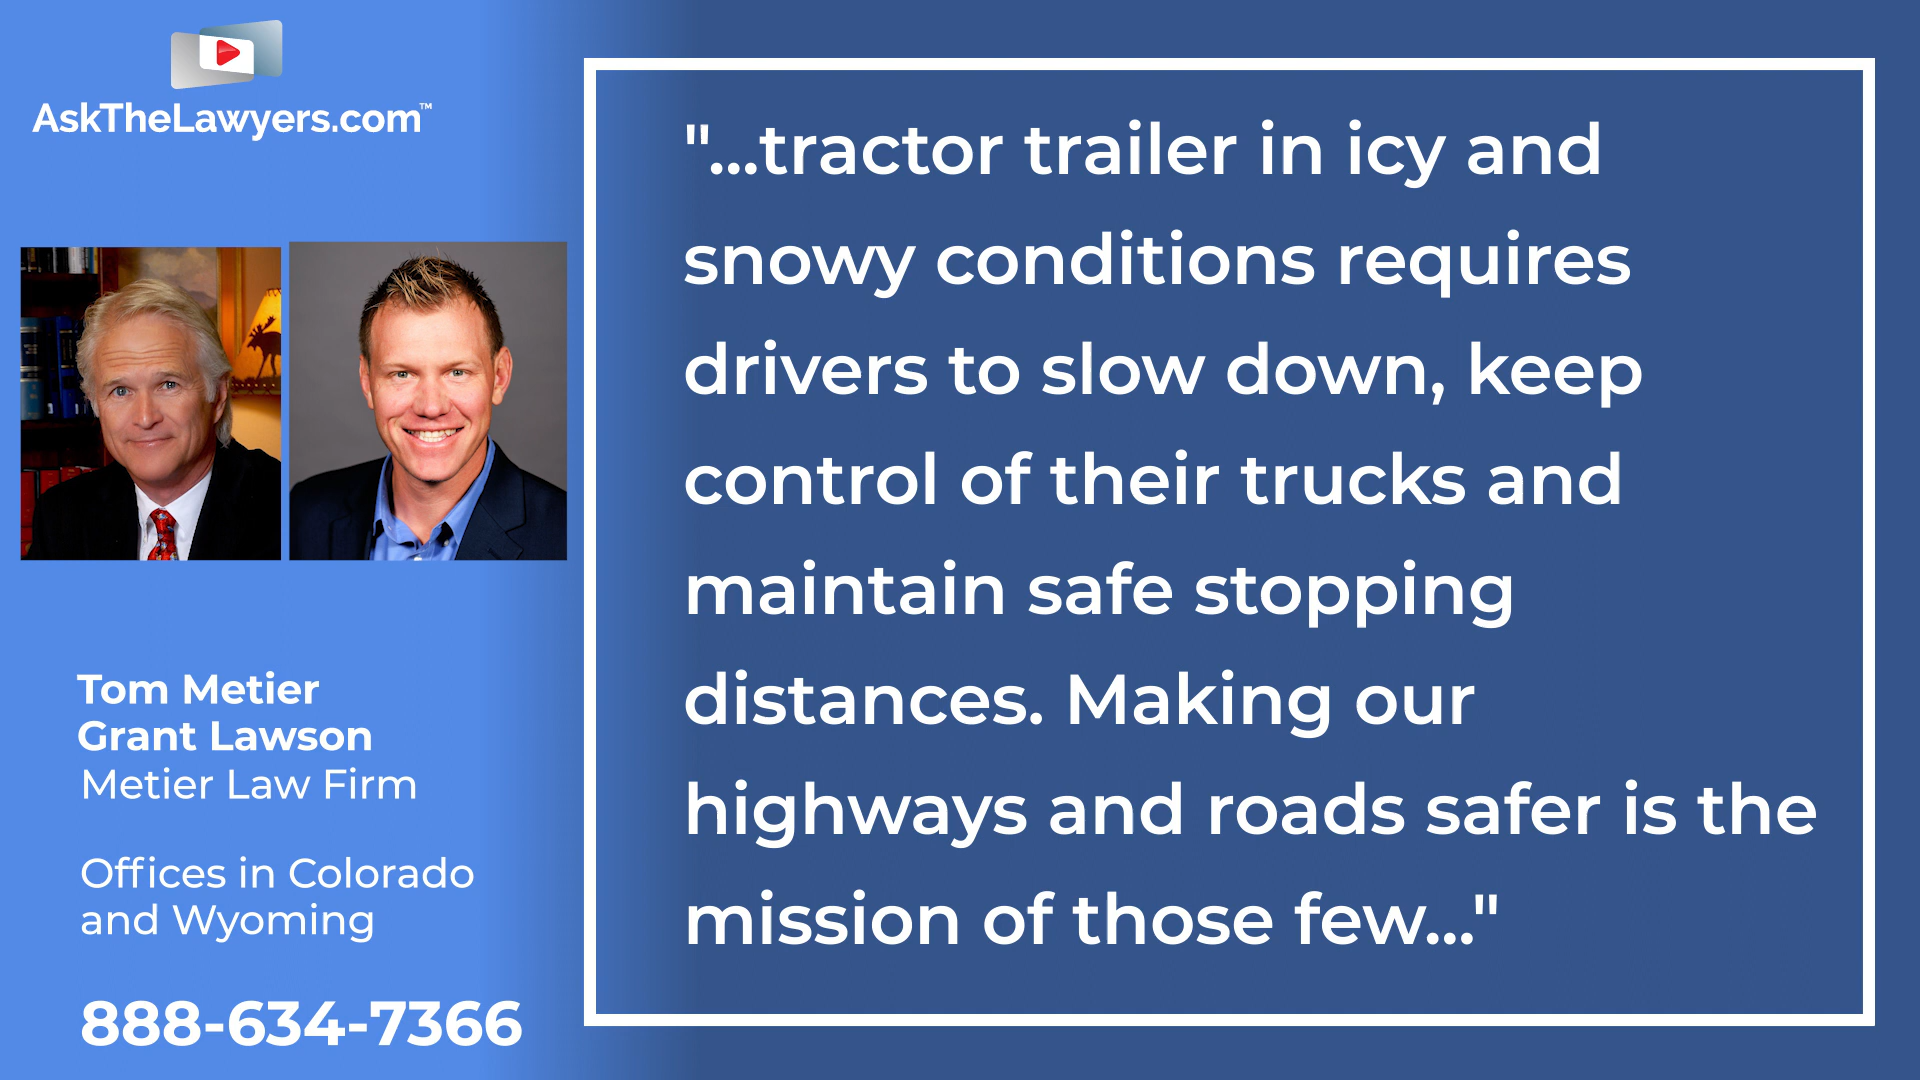 AskTheLawyers.com™
Tom Metier
Grant Lawson
Metier Law Firm
Offices in Colorado
and Wyoming
888-634-7366
"...tractor trailer in icy and
snowy conditions requires
drivers to slow down, keep
control of their trucks and
maintain safe stopping
distances. Making our
highways and roads safer is the
mission of those few..."